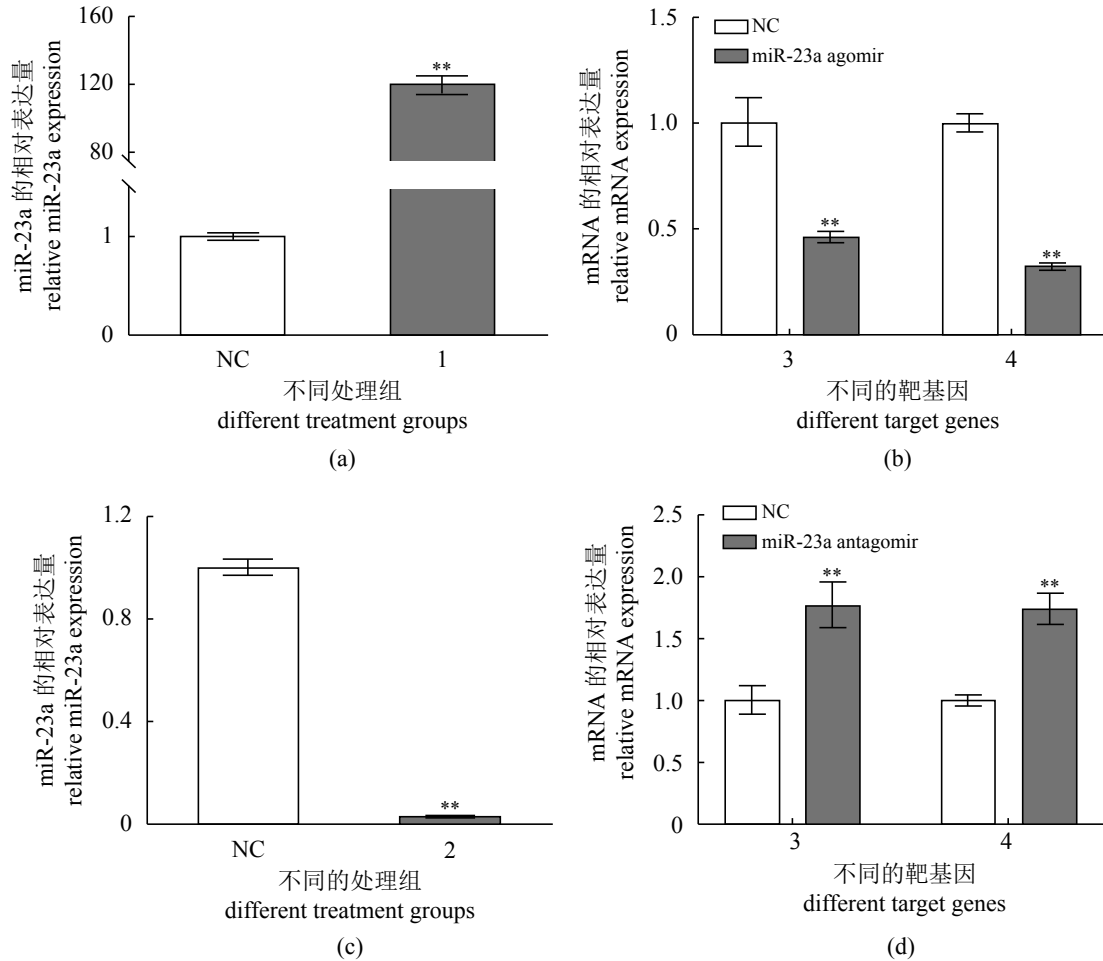 miR-23a 的相对表达量
relative miR-23a expression
160
120
80
1
0
**
NC
1
不同处理组
different treatment groups
(a)
mRNA 的相对表达量
relative mRNA expression
1.5
1.0
0.5
0
NC
miR-23a agomir
**
**
3
4
不同的靶基因
different target genes
(b)
miR-23a 的相对表达量
relative miR-23a expression
1.2
0.8
0.4
0
**
NC
2
不同的处理组
different treatment groups
(c)
mRNA 的相对表达量
relative mRNA expression
2.5
2.0
1.5
1.0
0.5
0
NC
miR-23a antagomir
**
**
3
4
不同的靶基因
different target genes
(d)